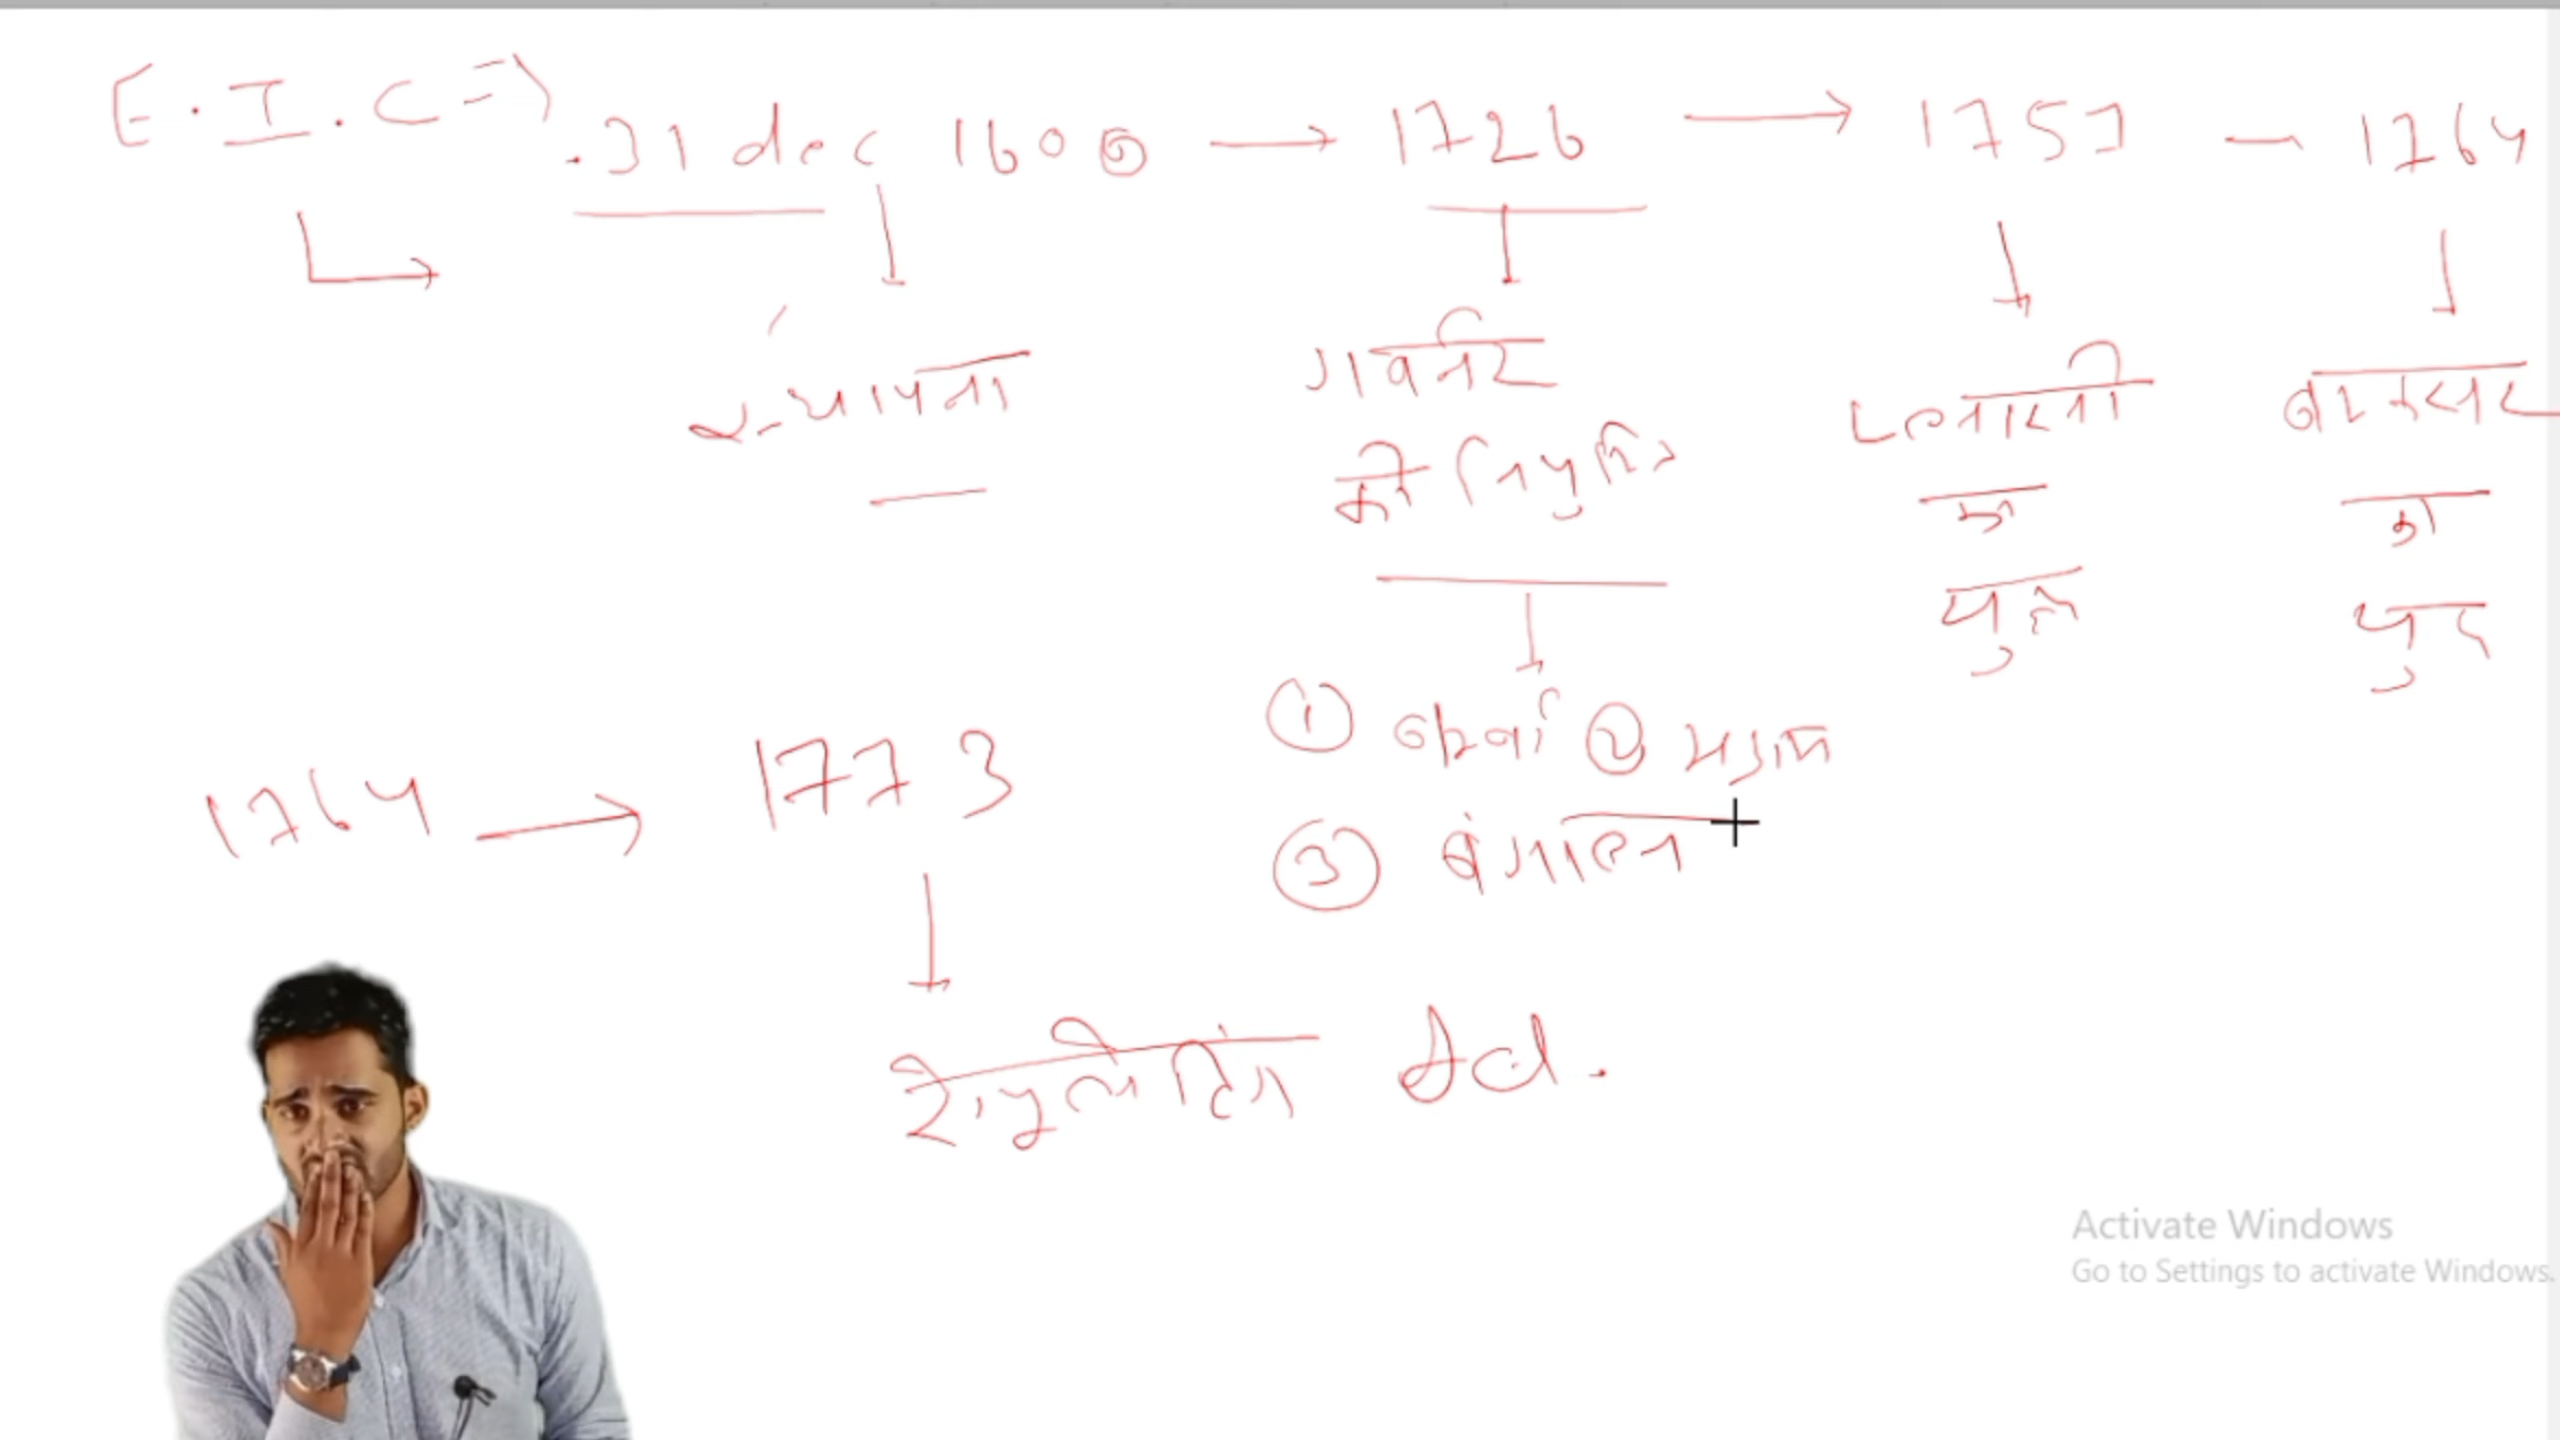 E.I.C => 31 dec 1600 → 1726 → 1757 – 1764
स्थापना
गवर्नर
की नियुक्ति
प्लासी
का
युद्ध
बक्सर
का
युद्ध
① बम्बई ② मद्रास
③ बंगाल
1764 → 1773
रेग्युलेटिंग Act.
Activate Windows
Go to Settings to activate Windows.